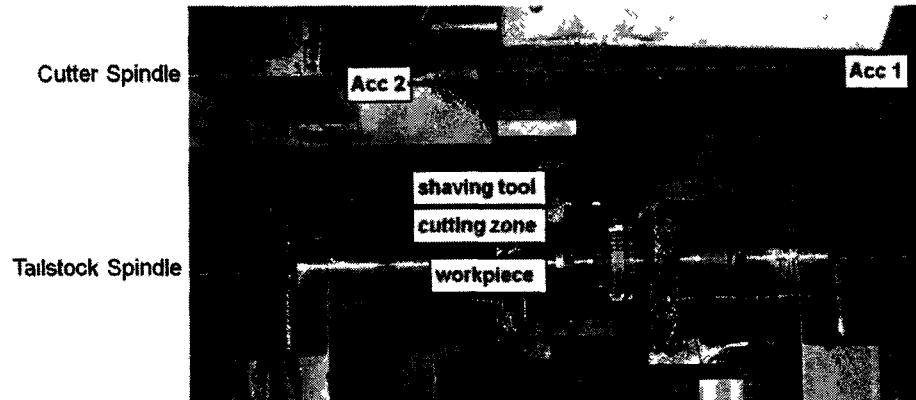 Cutter Spindle
Acc 2
Acc 1
shaving tool
cutting zone
Tailstock Spindle
workpiece